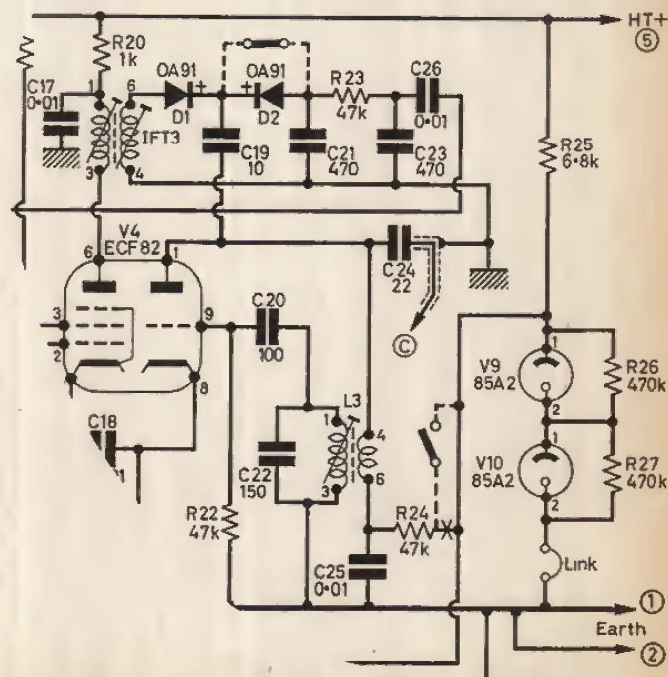 HT+
5
R20
1k
OA91
OA91
R23
47k
C26
0·01
C17
0·01
1
6
+
+
D1
D2
IFT3
3
4
C19
10
C21
470
C23
470
R25
6·8k
V4
ECF82
6
1
C24
22
C
3
2
9
8
C20
100
1
V9
85A2
2
R26
470k
C18
1
L3
1
4
C22
150
3
6
1
V10
85A2
2
R27
470k
R22
47k
R24
47k
X
C25
0·01
Link
1
Earth
2